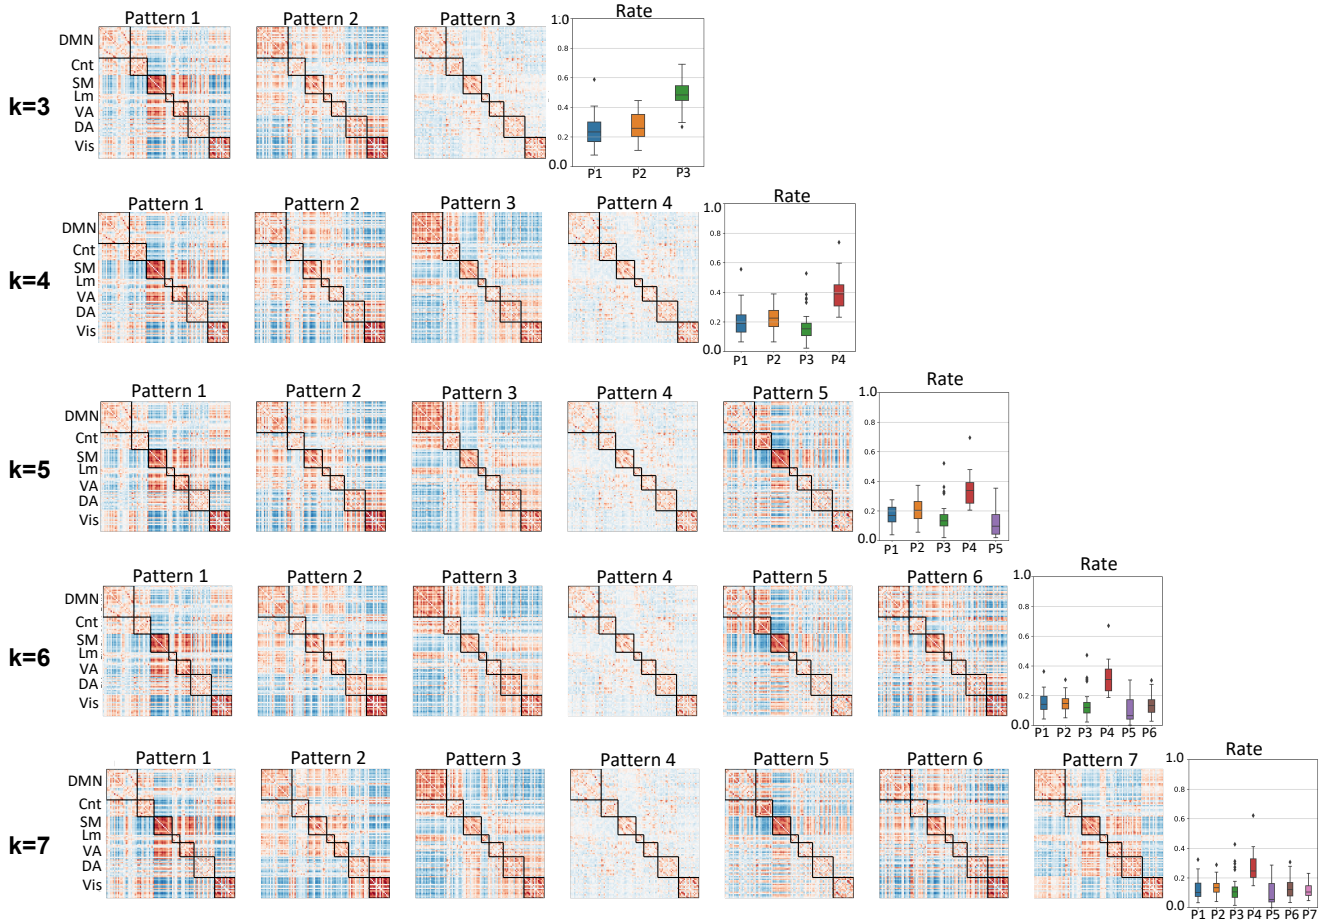 Pattern 1 Pattern 2 Pattern 3 Rate
k=3
DMN
Cnt
SM
Lm
VA
DA
Vis
1.0
0.8
0.6
0.4
0.2
0.0
P1 P2 P3
Pattern 1 Pattern 2 Pattern 3 Pattern 4 Rate
k=4
DMN
Cnt
SM
Lm
VA
DA
Vis
1.0
0.8
0.6
0.4
0.2
0.0
P1 P2 P3 P4
Pattern 1 Pattern 2 Pattern 3 Pattern 4 Pattern 5 Rate
k=5
DMN
Cnt
SM
Lm
VA
DA
Vis
1.0
0.8
0.6
0.4
0.2
0.0
P1 P2 P3 P4 P5
Pattern 1 Pattern 2 Pattern 3 Pattern 4 Pattern 5 Pattern 6 Rate
k=6
DMN
Cnt
SM
Lm
VA
DA
Vis
1.0
0.8
0.6
0.4
0.2
0.0
P1 P2 P3 P4 P5 P6
Pattern 1 Pattern 2 Pattern 3 Pattern 4 Pattern 5 Pattern 6 Pattern 7 Rate
k=7
DMN
Cnt
SM
Lm
VA
DA
Vis
1.0
0.8
0.6
0.4
0.2
0.0
P1 P2 P3 P4 P5 P6 P7